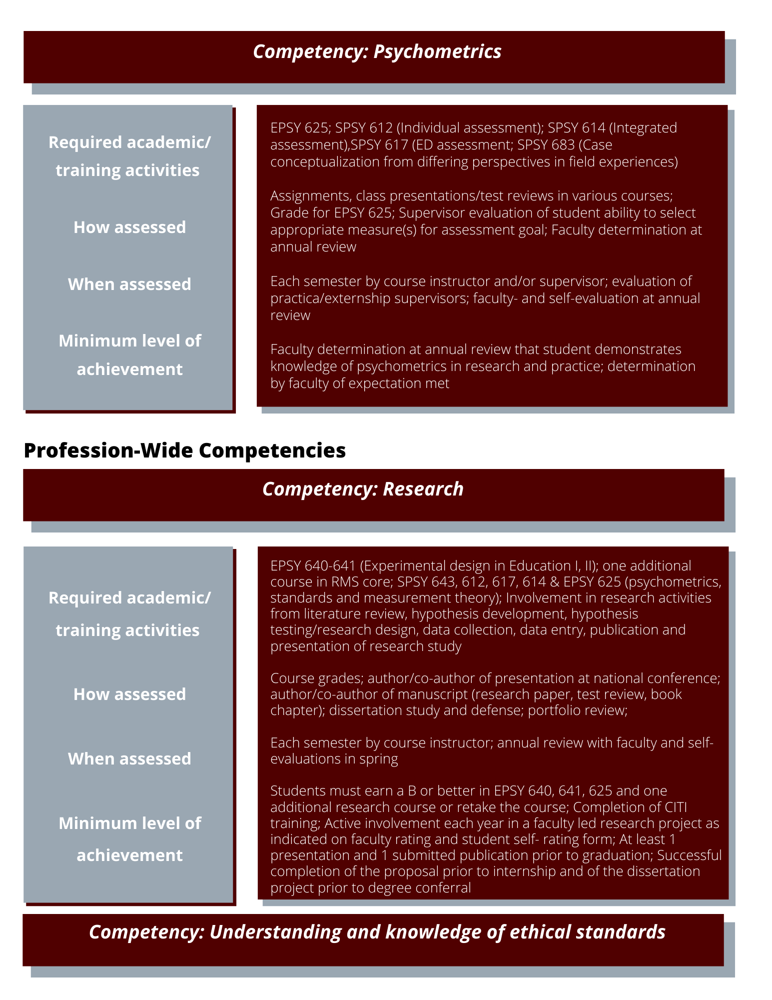 Competency: Psychometrics
Required academic/
training activities
How assessed
When assessed
Minimum level of
achievement
EPSY 625; SPSY 612 (Individual assessment); SPSY 614 (Integrated
assessment),SPSY 617 (ED assessment; SPSY 683 (Case
conceptualization from differing perspectives in field experiences)
Assignments, class presentations/test reviews in various courses;
Grade for EPSY 625; Supervisor evaluation of student ability to select
appropriate measure(s) for assessment goal; Faculty determination at
annual review
Each semester by course instructor and/or supervisor; evaluation of
practica/externship supervisors; faculty- and self-evaluation at annual
review
Faculty determination at annual review that student demonstrates
knowledge of psychometrics in research and practice; determination
by faculty of expectation met
Profession-Wide Competencies
Competency: Research
Required academic/
training activities
How assessed
When assessed
Minimum level of
achievement
EPSY 640-641 (Experimental design in Education I, II); one additional
course in RMS core; SPSY 643, 612, 617, 614 & EPSY 625 (psychometrics,
standards and measurement theory); Involvement in research activities
from literature review, hypothesis development, hypothesis
testing/research design, data collection, data entry, publication and
presentation of research study
Course grades; author/co-author of presentation at national conference;
author/co-author of manuscript (research paper, test review, book
chapter); dissertation study and defense; portfolio review;
Each semester by course instructor; annual review with faculty and self-
evaluations in spring
Students must earn a B or better in EPSY 640, 641, 625 and one
additional research course or retake the course; Completion of CITI
training; Active involvement each year in a faculty led research project as
indicated on faculty rating and student self- rating form; At least 1
presentation and 1 submitted publication prior to graduation; Successful
completion of the proposal prior to internship and of the dissertation
project prior to degree conferral
Competency: Understanding and knowledge of ethical standards